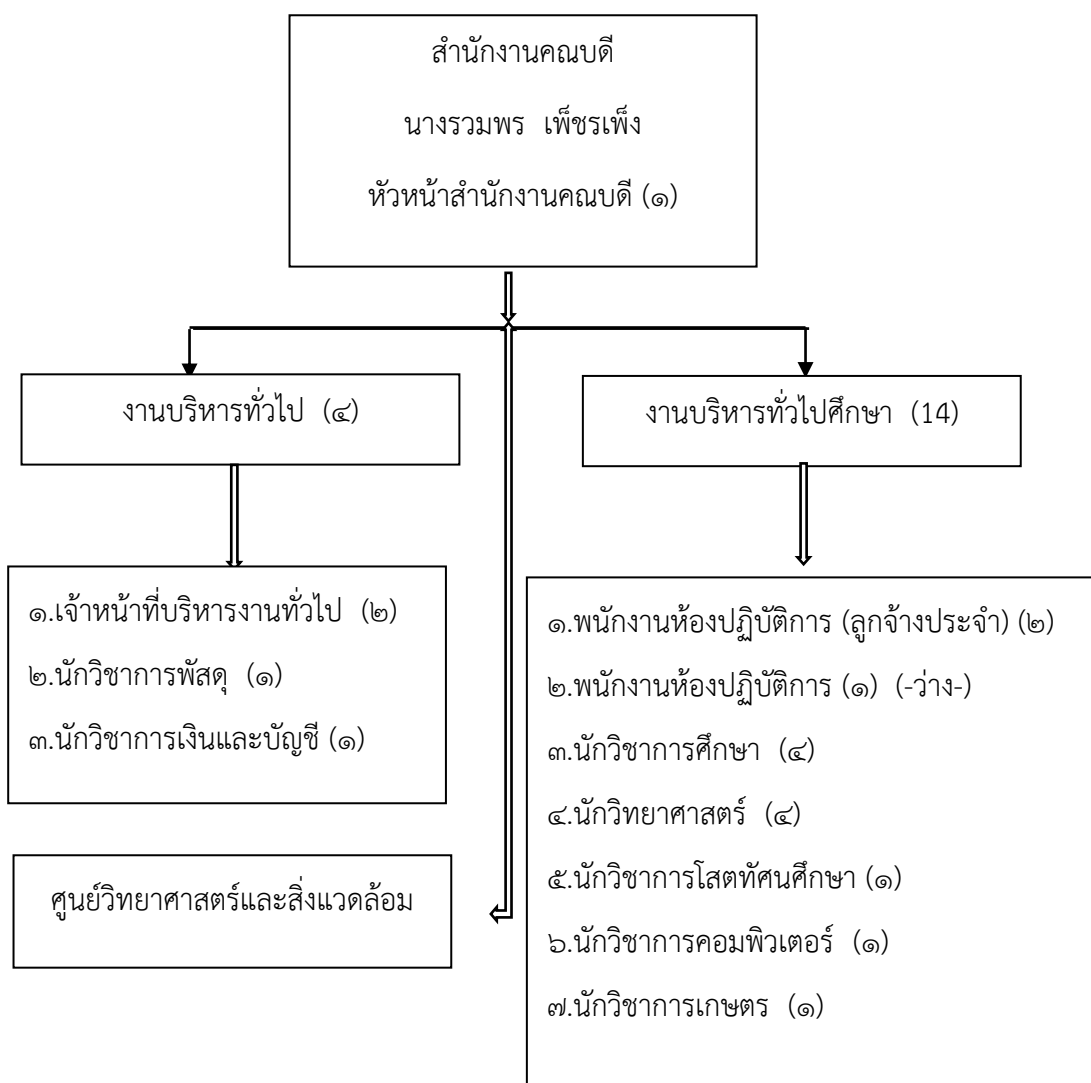 สำนักงานคณบดี
นางรวมพร เพ็ชรเพ็ง
หัวหน้าสำนักงานคณบดี (๑)
งานบริหารทั่วไป (๔)
งานบริหารทั่วไปศึกษา (14)
๑.เจ้าหน้าที่บริหารงานทั่วไป (๒)
๒.นักวิชาการพัสดุ (๑)
๓.นักวิชาการเงินและบัญชี (๑)
ศูนย์วิทยาศาสตร์และสิ่งแวดล้อม
๑.พนักงานห้องปฏิบัติการ (ลูกจ้างประจำ) (๒)
๒.พนักงานห้องปฏิบัติการ (๑) (-ว่าง-)
๓.นักวิชาการศึกษา (๔)
๔.นักวิทยาศาสตร์ (๔)
๕.นักวิชาการโสตทัศนศึกษา (๑)
๖.นักวิชาการคอมพิวเตอร์ (๑)
๗.นักวิชาการเกษตร (๑)